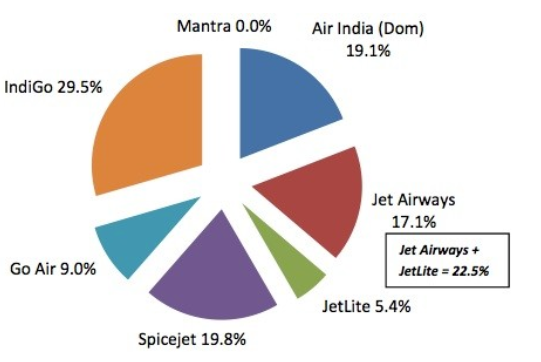 Mantra 0.0%
Air India (Dom)
19.1%
IndiGo 29.5%
Jet Airways
17.1%
Jet Airways +
JetLite = 22.5%
Go Air 9.0%
JetLite 5.4%
Spicejet 19.8%